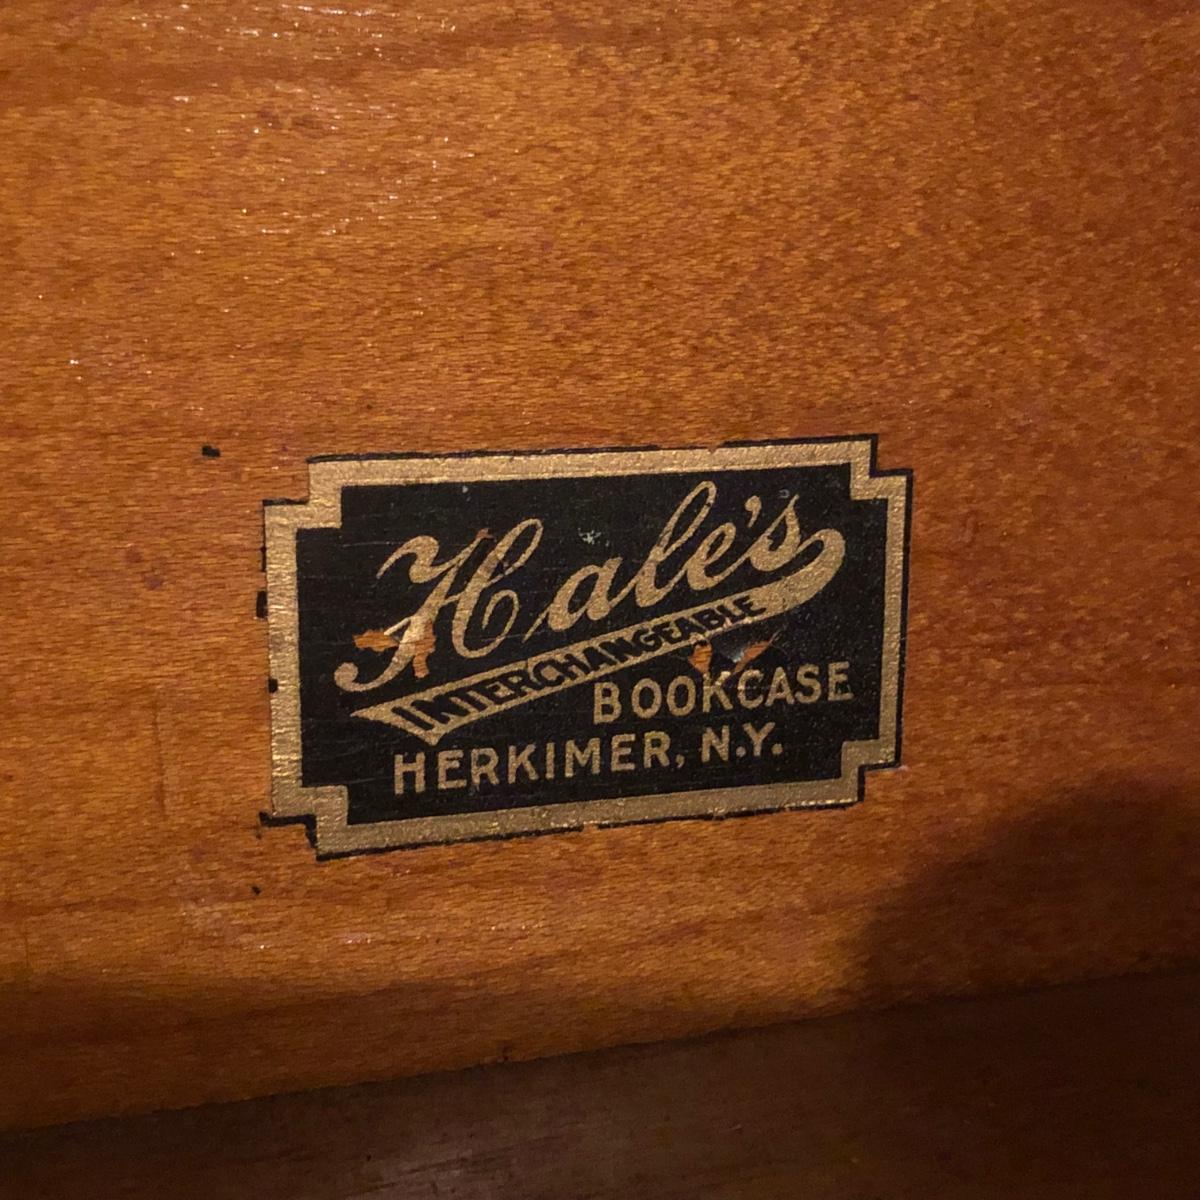 Hale's
INTERCHANGEABLE
BOOKCASE
HERKIMER, N.Y.